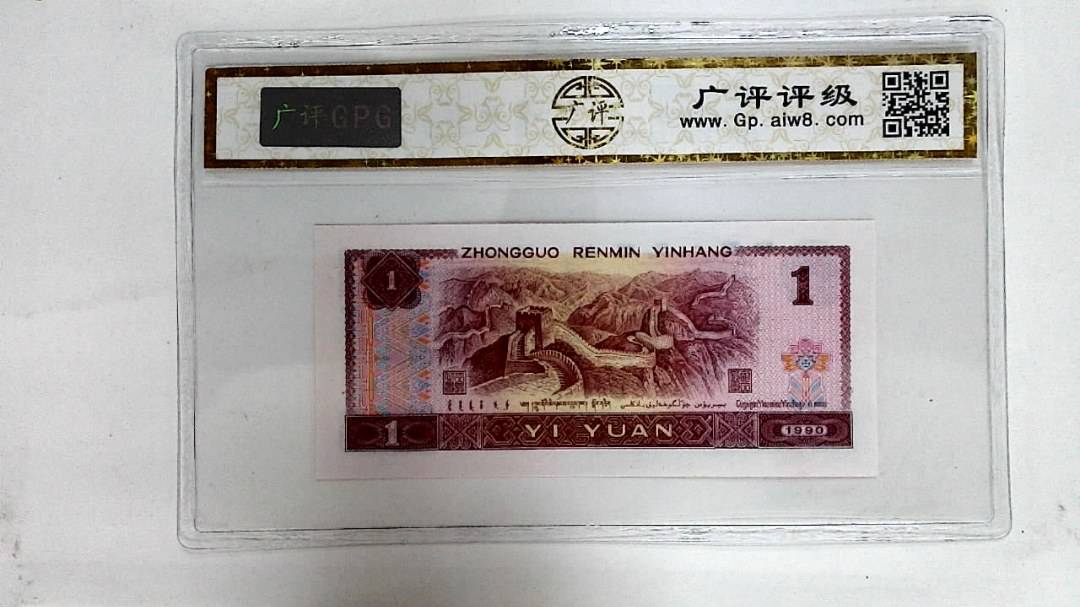 广评GPG
广评
广评评级
www. Gp. aiw8. com
ZHONGGUO RENMIN YINHANG
1
1
1
YI YUAN
1990